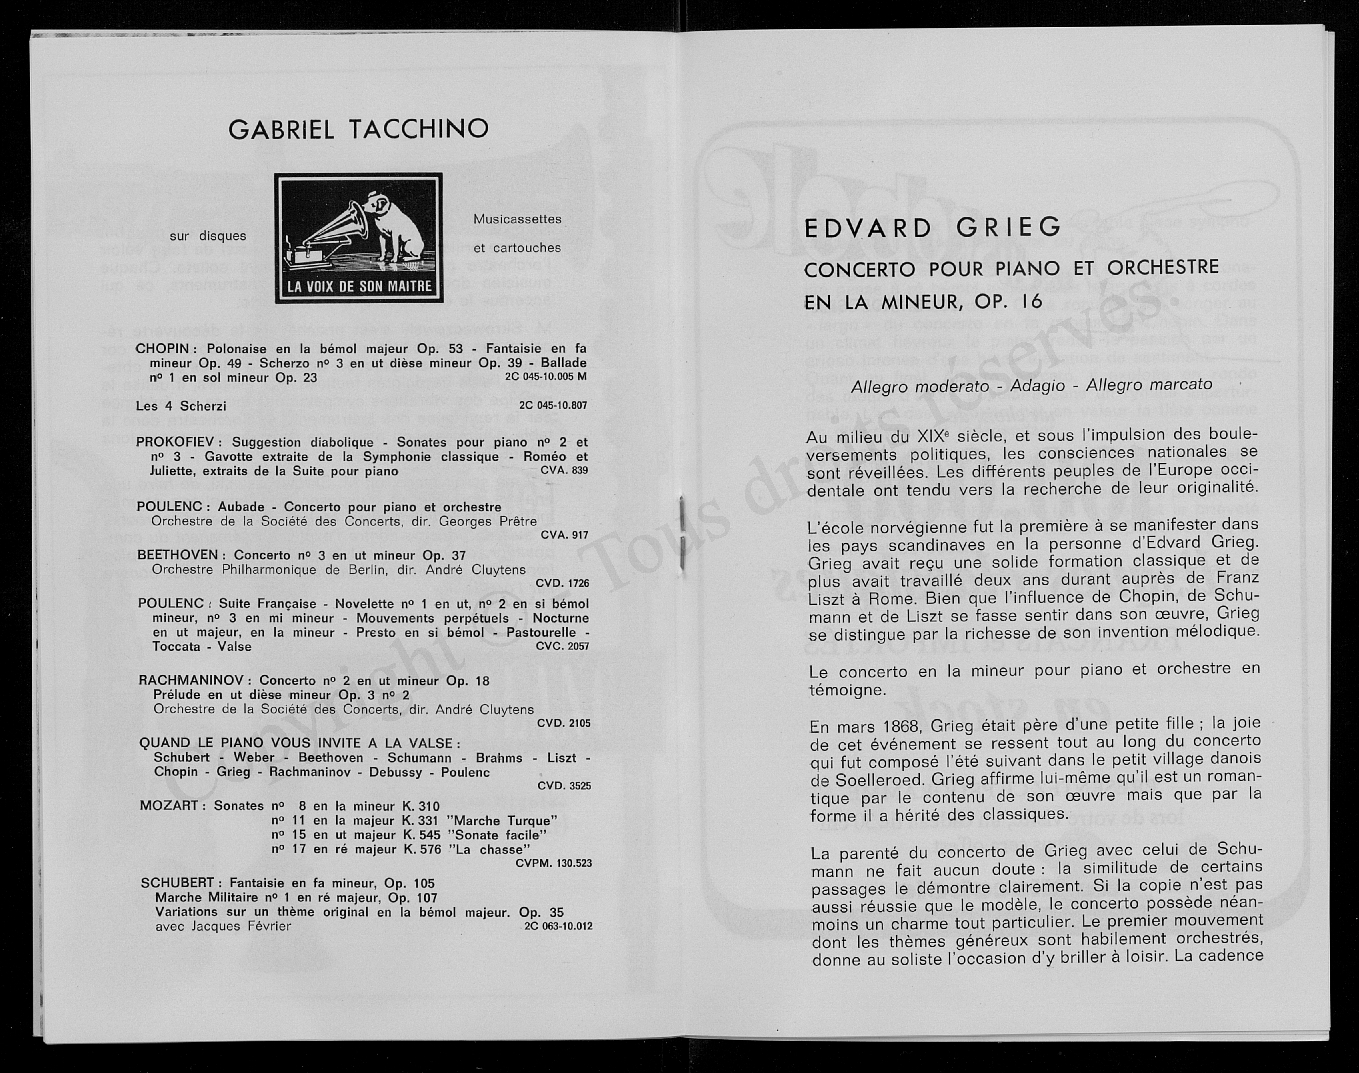 GABRIEL TACCHINO
sur disques
LA VOIX DE SON MAITRE
Musicassettes
et cartouches
CHOPIN : Polonaise en la bémol majeur Op. 53 - Fantaisie en fa
mineur Op. 49 - Scherzo nº 3 en ut dièse mineur Op. 39 - Ballade
nº 1 en sol mineur Op. 23 2C 045-10.005 M
Les 4 Scherzi 2C 045-10.807
PROKOFIEV : Suggestion diabolique - Sonates pour piano nº 2 et
nº 3 - Gavotte extraite de la Symphonie classique - Roméo et
Juliette, extraits de la Suite pour piano CVA. 839
POULENC : Aubade - Concerto pour piano et orchestre
Orchestre de la Société des Concerts, dir. Georges Prêtre
CVA. 917
BEETHOVEN : Concerto nº 3 en ut mineur Op. 37
Orchestre Philharmonique de Berlin, dir. André Cluytens
CVD. 1726
POULENC : Suite Française - Novelette nº 1 en ut, nº 2 en si bémol
mineur, nº 3 en mi mineur - Mouvements perpétuels - Nocturne
en ut majeur, en la mineur - Presto en si bémol - Pastourelle -
Toccata - Valse CVC. 2057
RACHMANINOV : Concerto nº 2 en ut mineur Op. 18
Prélude en ut dièse mineur Op. 3 nº 2
Orchestre de la Société des Concerts, dir. André Cluytens
CVD. 2105
QUAND LE PIANO VOUS INVITE A LA VALSE :
Schubert - Weber - Beethoven - Schumann - Brahms - Liszt -
Chopin - Grieg - Rachmaninov - Debussy - Poulenc
CVD. 3525
MOZART : Sonates nº 8 en la mineur K. 310
nº 11 en la majeur K. 331 "Marche Turque"
nº 15 en ut majeur K. 545 "Sonate facile"
nº 17 en ré majeur K. 576 "La chasse"
CVPM. 130.523
SCHUBERT : Fantaisie en fa mineur, Op. 105
Marche Militaire nº 1 en ré majeur, Op. 107
Variations sur un thème original en la bémol majeur. Op. 35
avec Jacques Février 2C 063-10.012
EDVARD GRIEG
CONCERTO POUR PIANO ET ORCHESTRE
EN LA MINEUR, OP. 16
Allegro moderato - Adagio - Allegro marcato
Au milieu du XIXe siècle, et sous l'impulsion des boule-
versements politiques, les consciences nationales se
sont réveillées. Les différents peuples de l'Europe occi-
dentale ont tendu vers la recherche de leur originalité.
L'école norvégienne fut la première à se manifester dans
les pays scandinaves en la personne d'Edvard Grieg.
Grieg avait reçu une solide formation classique et de
plus avait travaillé deux ans durant auprès de Franz
Liszt à Rome. Bien que l'influence de Chopin, de Schu-
mann et de Liszt se fasse sentir dans son œuvre, Grieg
se distingue par la richesse de son invention mélodique.
Le concerto en la mineur pour piano et orchestre en
témoigne.
En mars 1868, Grieg était père d'une petite fille ; la joie
de cet événement se ressent tout au long du concerto
qui fut composé l'été suivant dans le petit village danois
de Soelleroed. Grieg affirme lui-même qu'il est un roman-
tique par le contenu de son œuvre mais que par la
forme il a hérité des classiques.
La parenté du concerto de Grieg avec celui de Schu-
mann ne fait aucun doute : la similitude de certains
passages le démontre clairement. Si la copie n'est pas
aussi réussie que le modèle, le concerto possède néan-
moins un charme tout particulier. Le premier mouvement
dont les thèmes généreux sont habilement orchestrés,
donne au soliste l'occasion d'y briller à loisir. La cadence
Copyright © - Tous droits réservés.